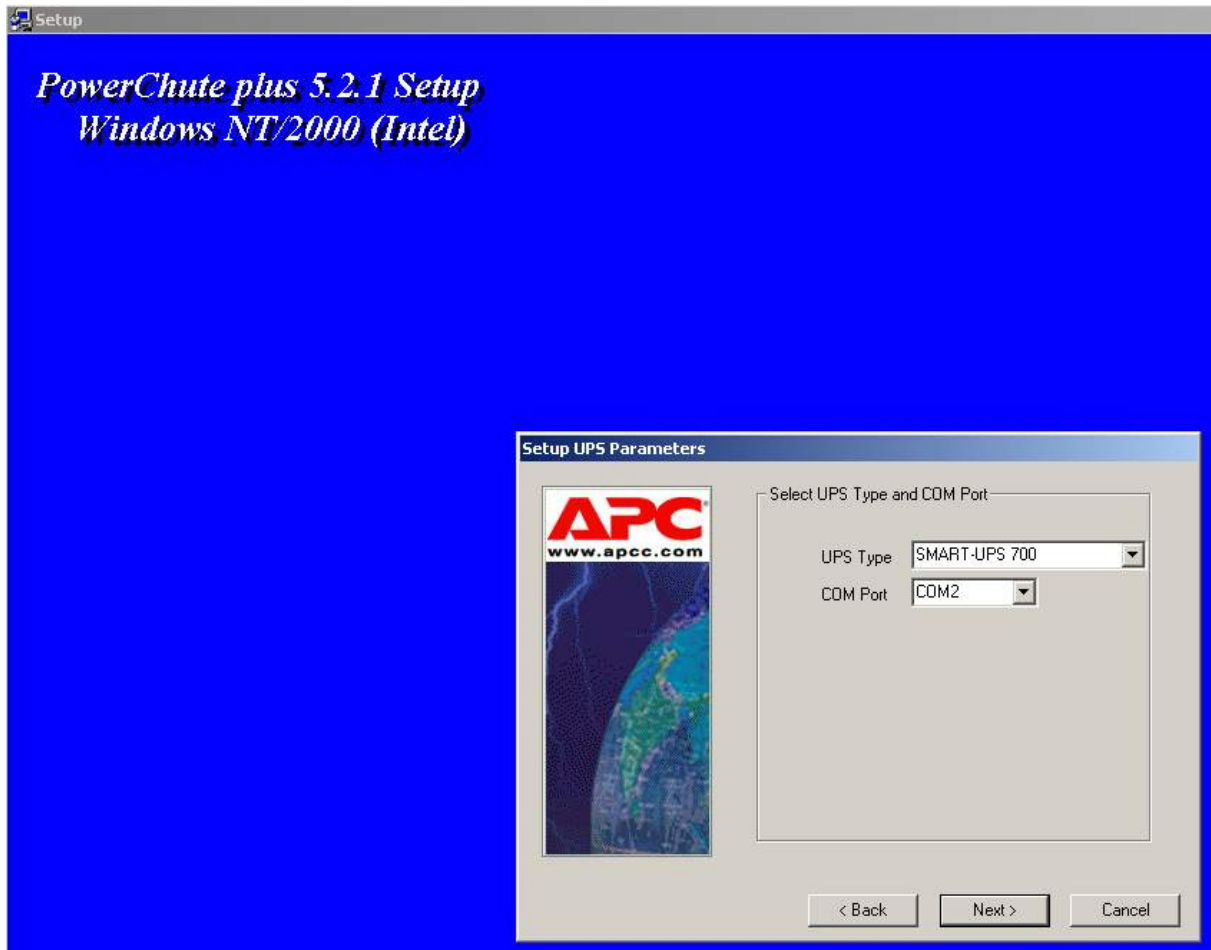 Setup
PowerChute plus 5.2.1 Setup
Windows NT/2000 (Intel)
Setup UPS Parameters
APC
www.apcc.com
Select UPS Type and COM Port
UPS Type SMART-UPS 700
COM Port COM2
< Back Next > Cancel